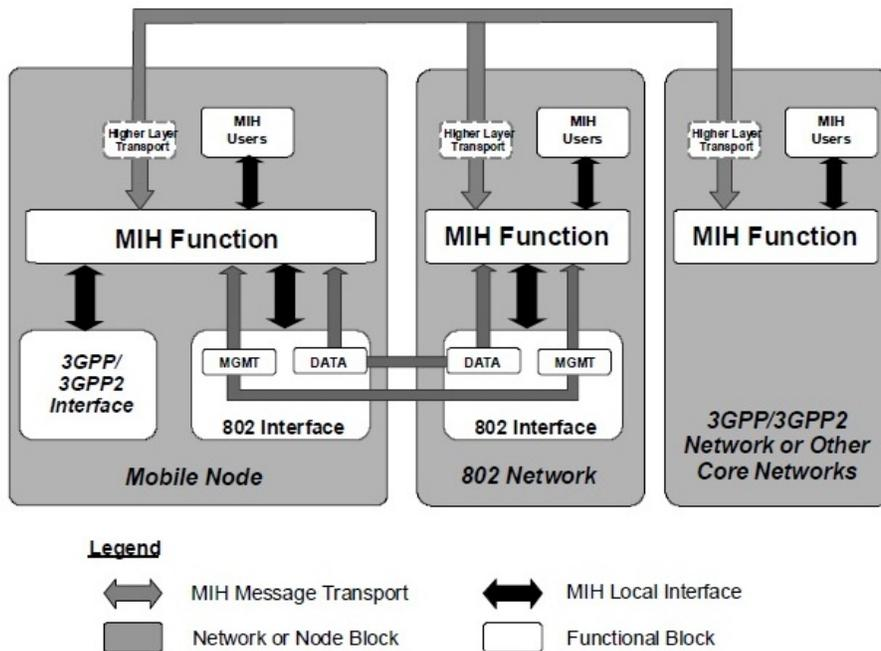 Higher Layer
Transport
MIH
Users
Higher Layer
Transport
MIH
Users
Higher Layer
Transport
MIH
Users
MIH Function
MIH Function
MIH Function
3GPP/
3GPP2
Interface
MGMT
DATA
802 Interface
DATA
MGMT
802 Interface
Mobile Node
802 Network
3GPP/3GPP2
Network or Other
Core Networks
Legend
MIH Message Transport
MIH Local Interface
Network or Node Block
Functional Block